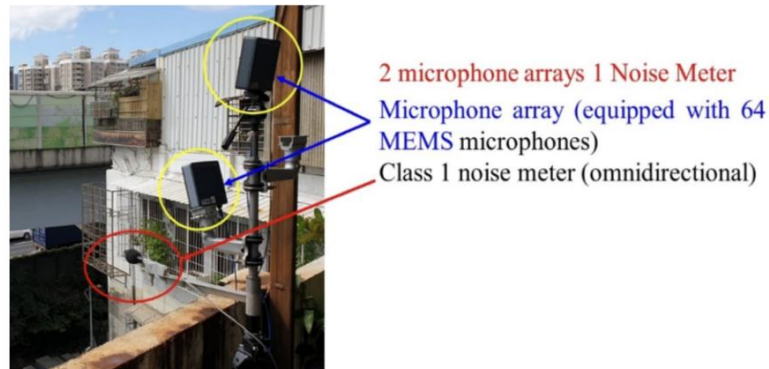 2 microphone arrays 1 Noise Meter
Microphone array (equipped with 64
MEMS microphones)
Class 1 noise meter (omnidirectional)